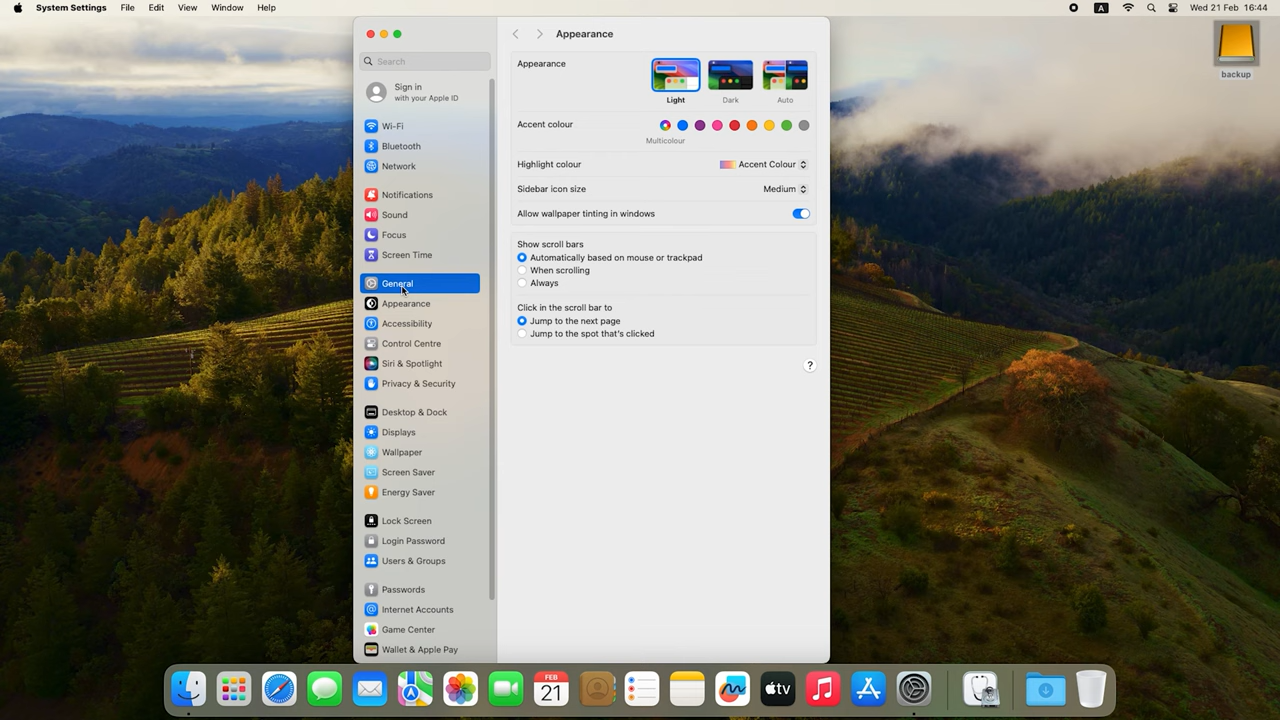 System Settings File Edit View Window Help
A Wed 21 Feb 16:44
Search
Appearance
Sign in
with your Apple ID
Wi-Fi
Bluetooth
Network
Notifications
Sound
Focus
Screen Time
General
Appearance
Accessibility
Control Centre
Siri & Spotlight
Privacy & Security
Desktop & Dock
Displays
Wallpaper
Screen Saver
Energy Saver
Lock Screen
Login Password
Users & Groups
Passwords
Internet Accounts
Game Center
Wallet & Apple Pay
Appearance
Light Dark Auto
Accent colour
Multicolour
Highlight colour Accent Colour
Sidebar icon size Medium
Allow wallpaper tinting in windows
Show scroll bars
Automatically based on mouse or trackpad
When scrolling
Always
Click in the scroll bar to
Jump to the next page
Jump to the spot that's clicked
?
backup
FEB
21
tv